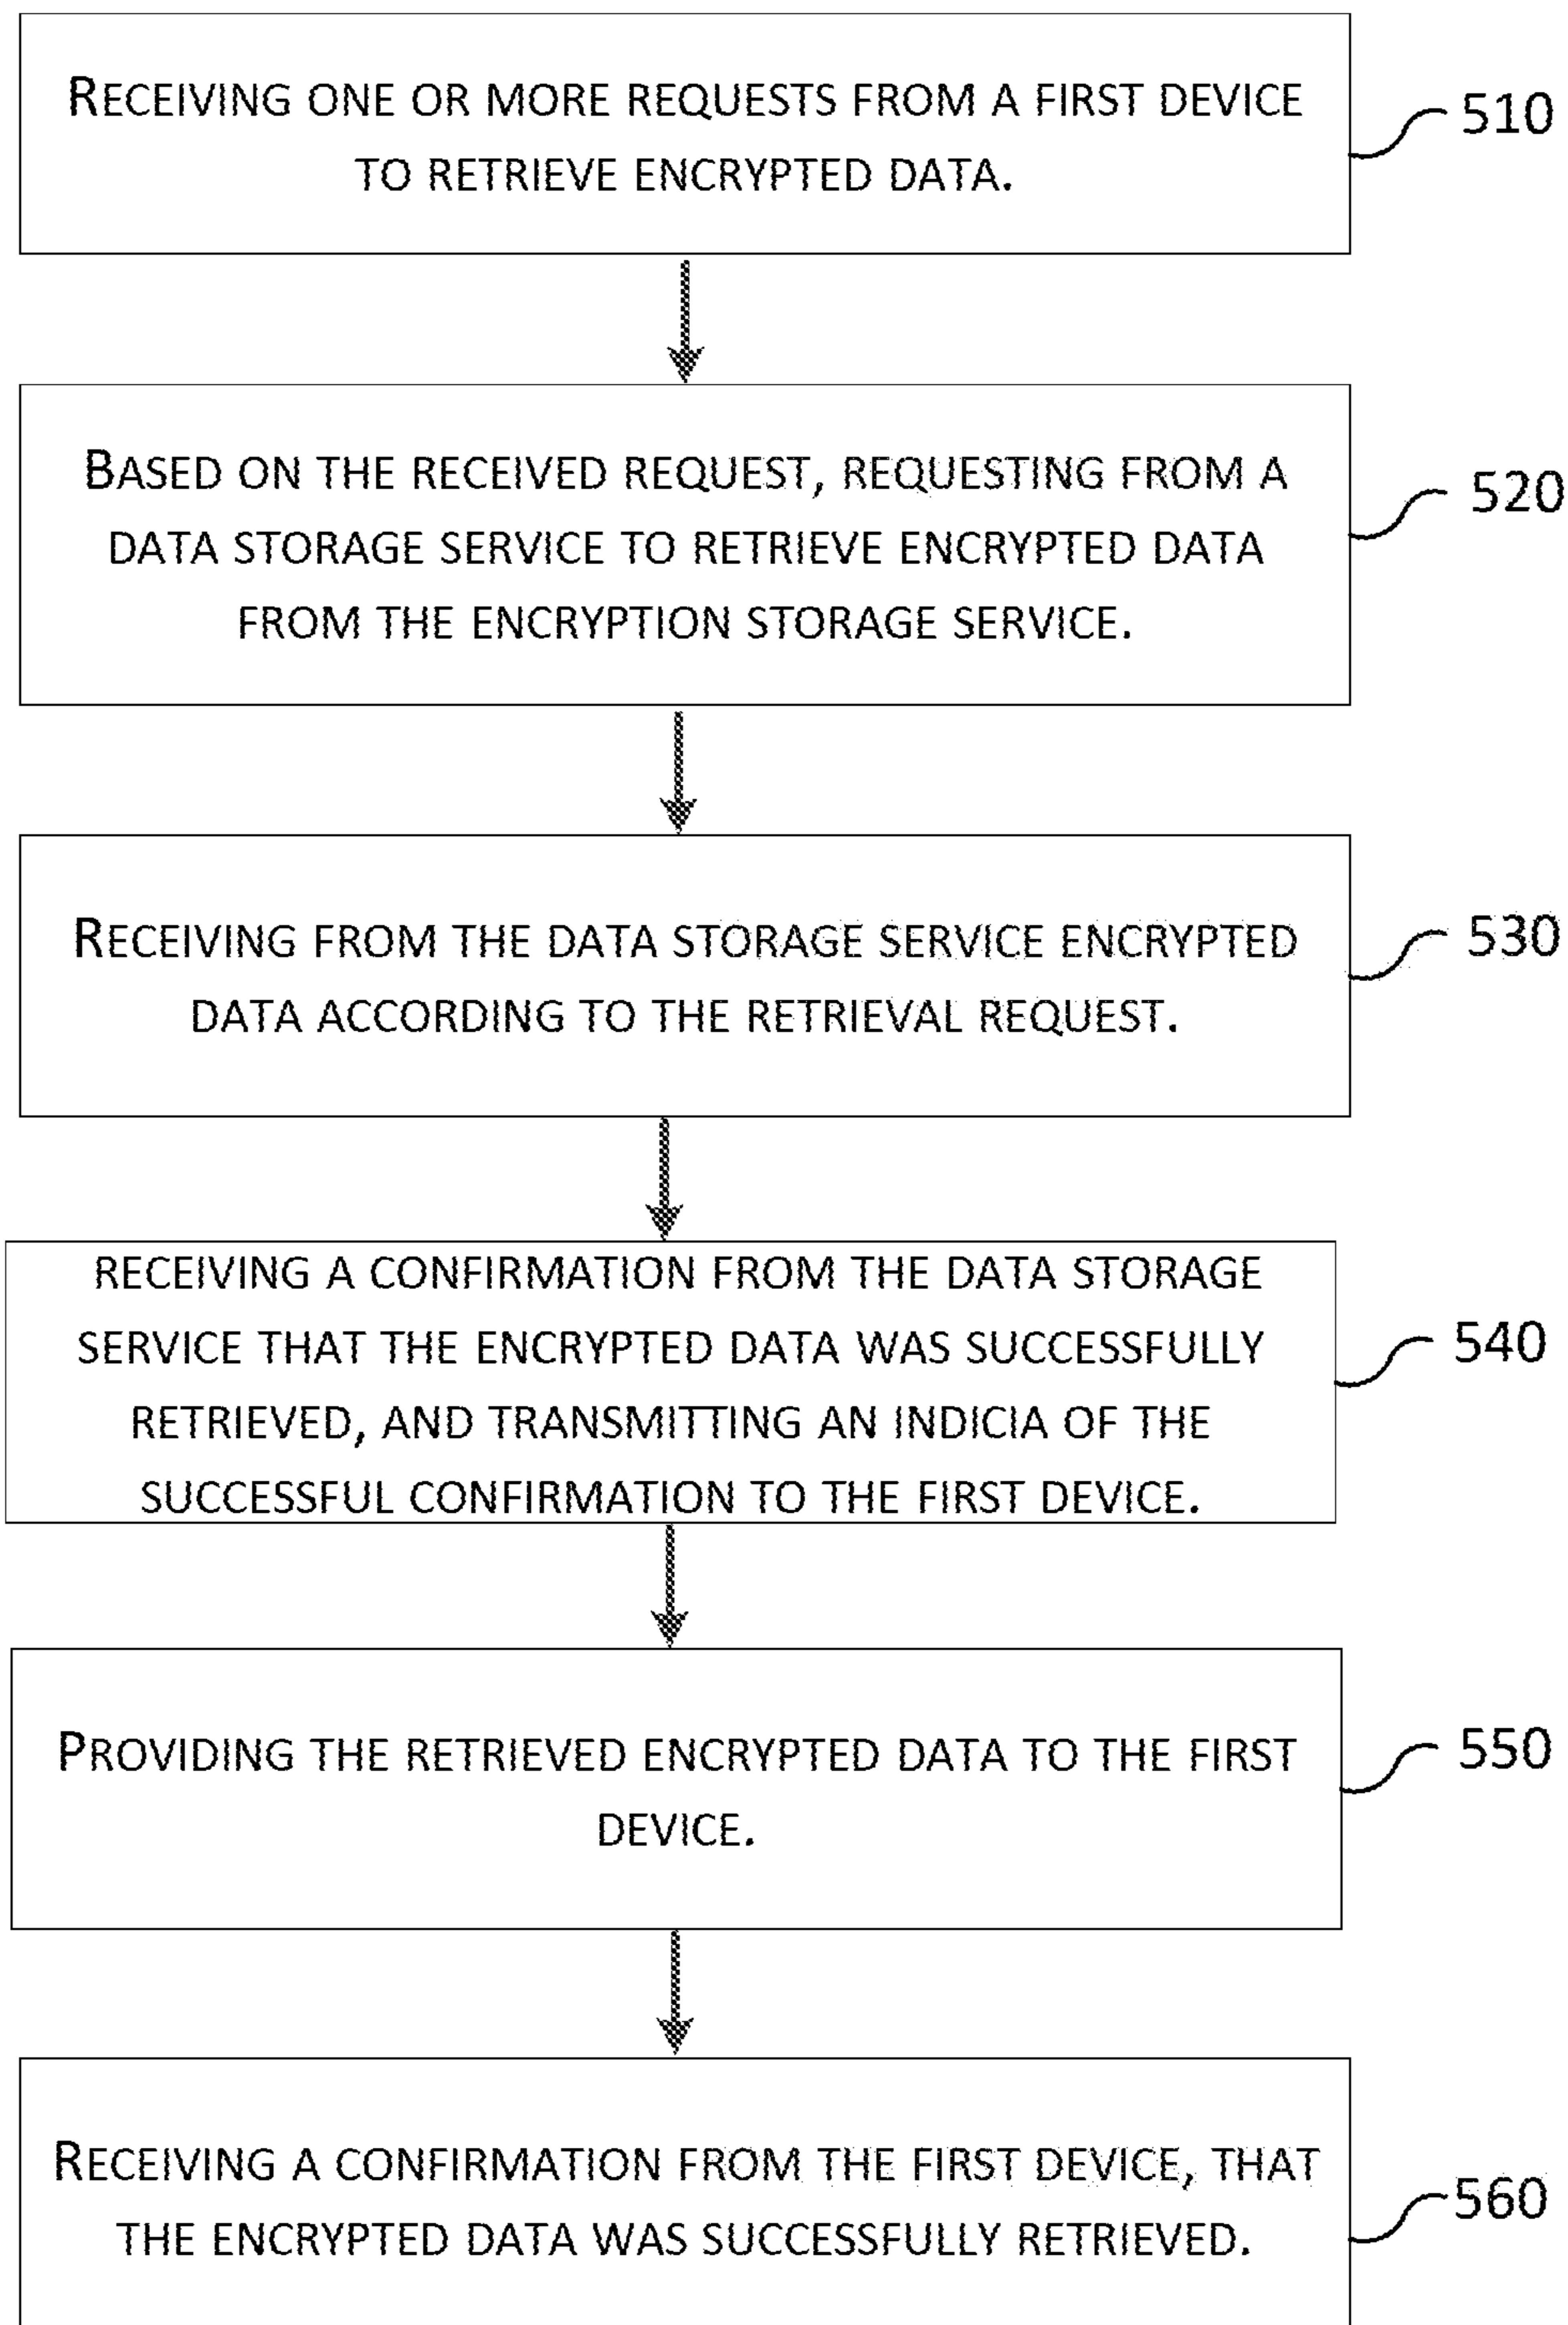 RECEIVING ONE OR MORE REQUESTS FROM A FIRST DEVICE
TO RETRIEVE ENCRYPTED DATA.
510
BASED ON THE RECEIVED REQUEST, REQUESTING FROM A
DATA STORAGE SERVICE TO RETRIEVE ENCRYPTED DATA
FROM THE ENCRYPTION STORAGE SERVICE.
520
RECEIVING FROM THE DATA STORAGE SERVICE ENCRYPTED
DATA ACCORDING TO THE RETRIEVAL REQUEST.
530
RECEIVING A CONFIRMATION FROM THE DATA STORAGE
SERVICE THAT THE ENCRYPTED DATA WAS SUCCESSFULLY
RETRIEVED, AND TRANSMITTING AN INDICIA OF THE
SUCCESSFUL CONFIRMATION TO THE FIRST DEVICE.
540
PROVIDING THE RETRIEVED ENCRYPTED DATA TO THE FIRST
DEVICE.
550
RECEIVING A CONFIRMATION FROM THE FIRST DEVICE, THAT
THE ENCRYPTED DATA WAS SUCCESSFULLY RETRIEVED.
560